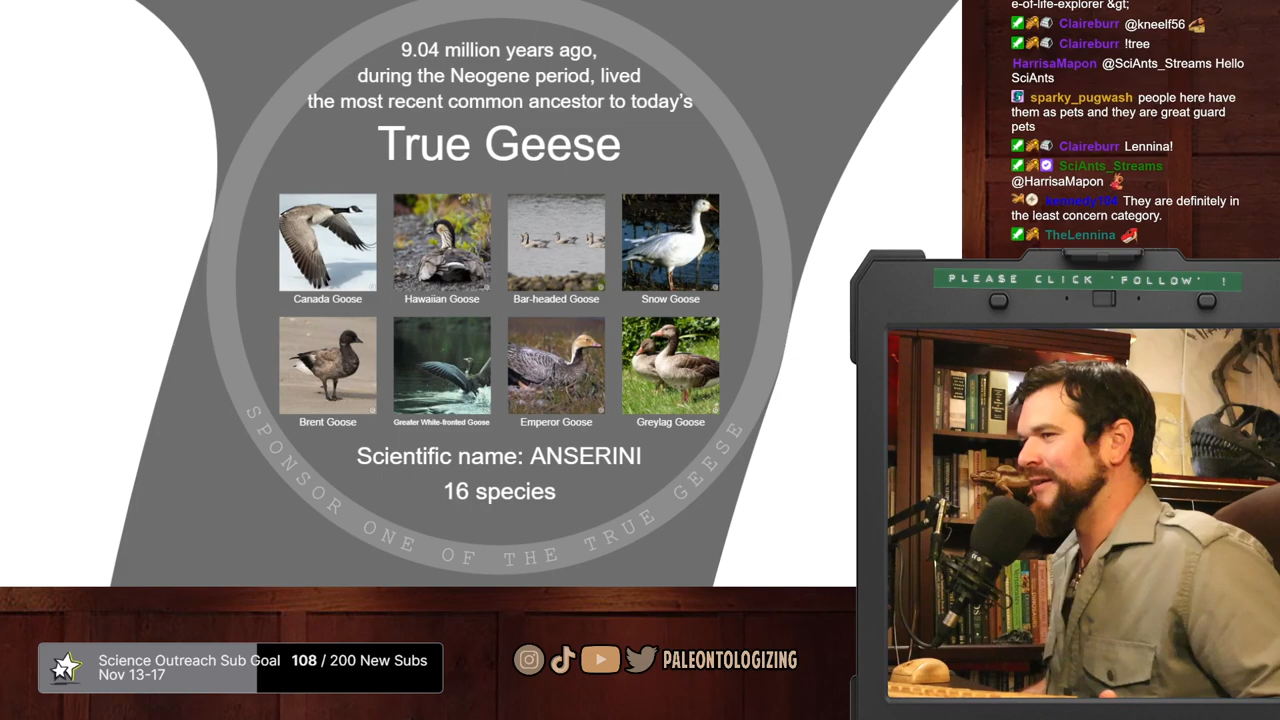 9.04 million years ago,
during the Neogene period, lived
the most recent common ancestor to today's
True Geese
Canada Goose
Hawaiian Goose
Bar-headed Goose
Snow Goose
Brent Goose
Greater White-fronted Goose
Emperor Goose
Greylag Goose
Scientific name: ANSERINI
16 species
SPONSOR ONE OF THE TRUE GEESE
e-of-life-explorer &gt;
Claireburr @kneelf56
Claireburr !tree
HarrisaMapon @SciAnts_Streams Hello
SciAnts
sparky_pugwash people here have
them as pets and they are great guard
pets
Claireburr Lennina!
SciAnts_Streams
@HarrisaMapon
kennedy104 They are definitely in
the least concern category.
TheLennina
PLEASE CLICK "FOLLOW" !
Science Outreach Sub Goal 108 / 200 New Subs
Nov 13-17
PALEONTOLOGIZING